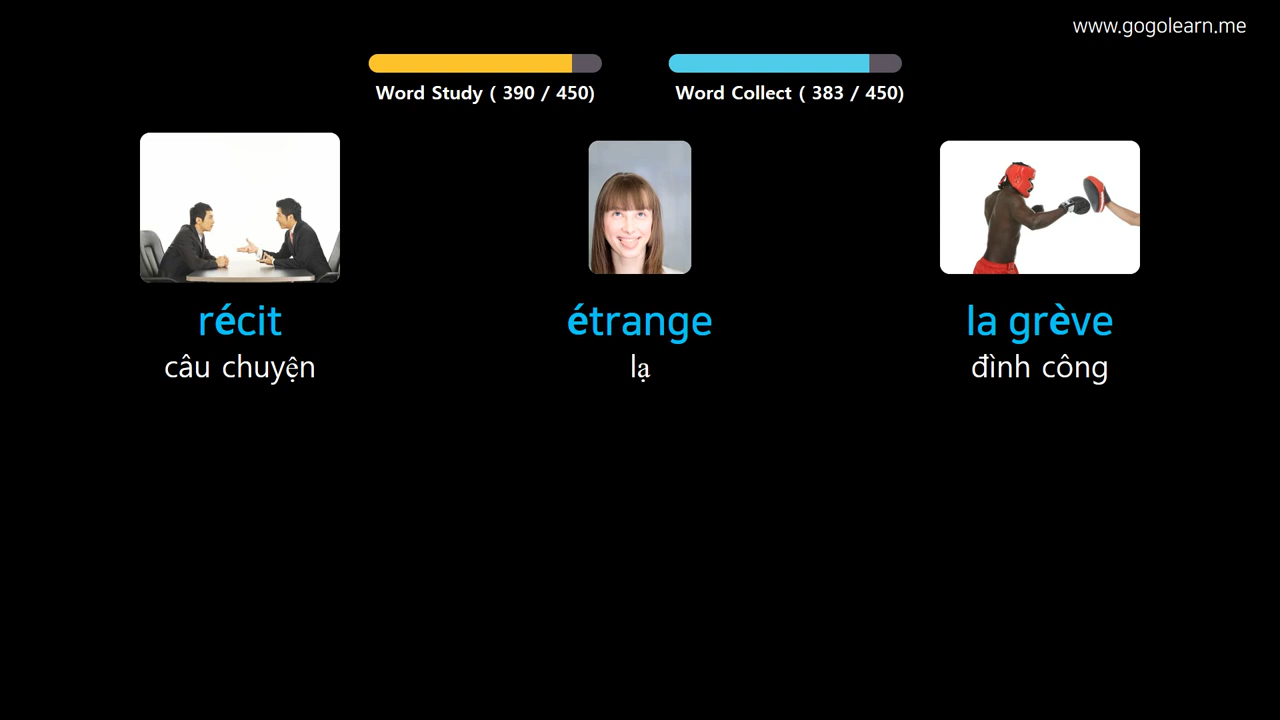 www.gogolearn.me
Word Study ( 390 / 450)
Word Collect ( 383 / 450)
récit
câu chuyện
étrange
lạ
la grève
đình công